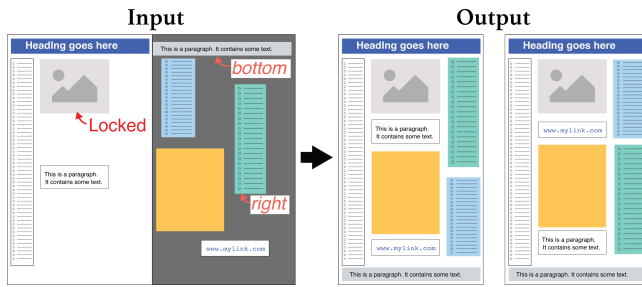 Input
Heading goes here
This is a paragraph. It contains some text.
bottom
Locked
This is a paragraph.
It contains some text.
right
www.mylink.com
Output
Heading goes here
This is a paragraph.
It contains some text.
www.mylink.com
This is a paragraph. It contains some text.
Heading goes here
www.mylink.com
This is a paragraph.
It contains some text.
This is a paragraph. It contains some text.